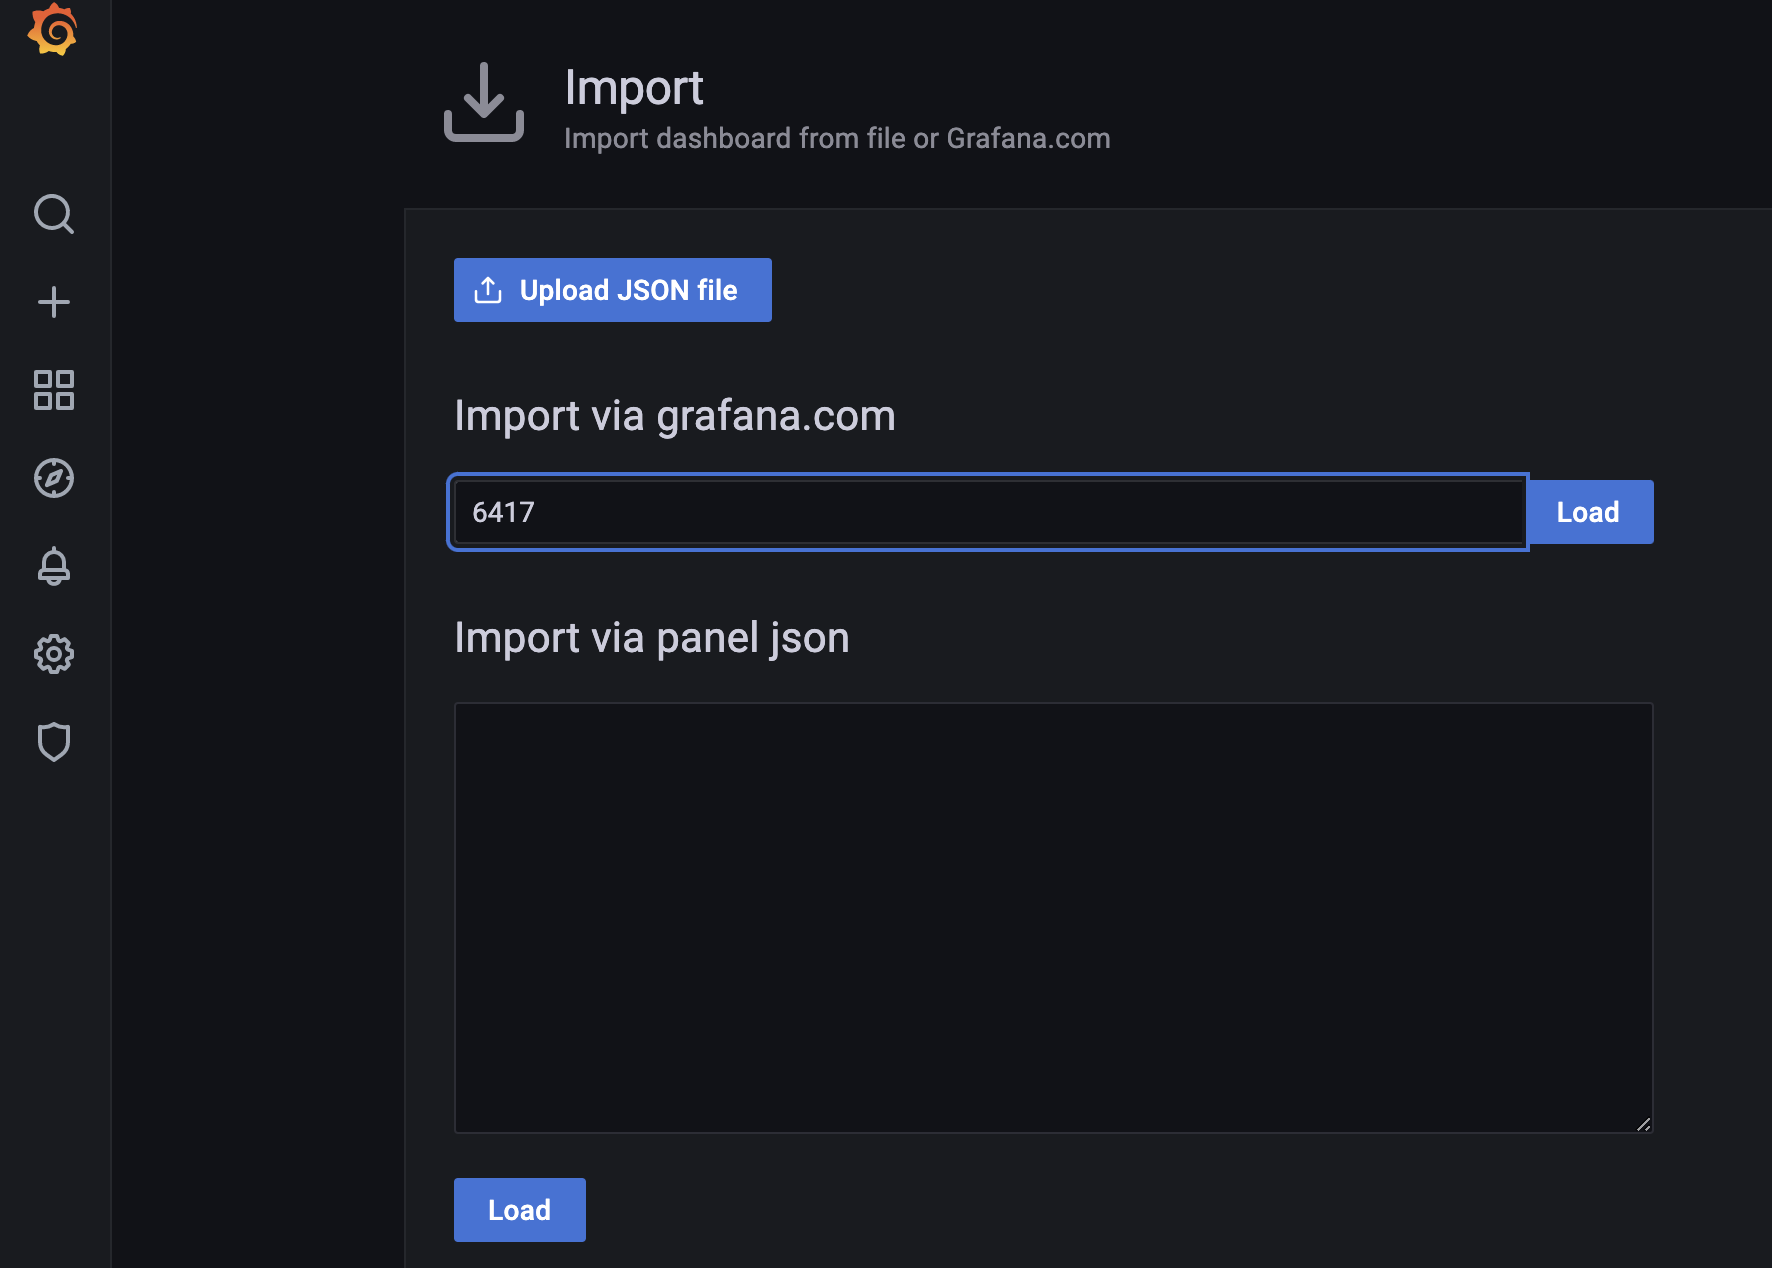 Import
Import dashboard from file or Grafana.com
Upload JSON file
Import via grafana.com
6417
Load
Import via panel json
Load